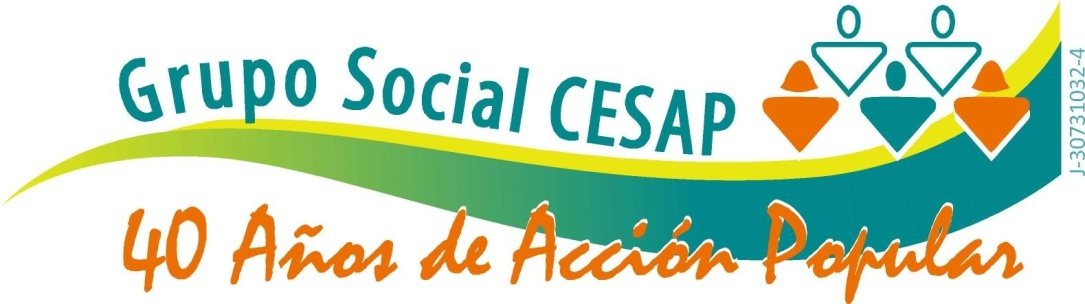 Grupo Social CESAP
40 Años de Acción Popular
J-30731032-4